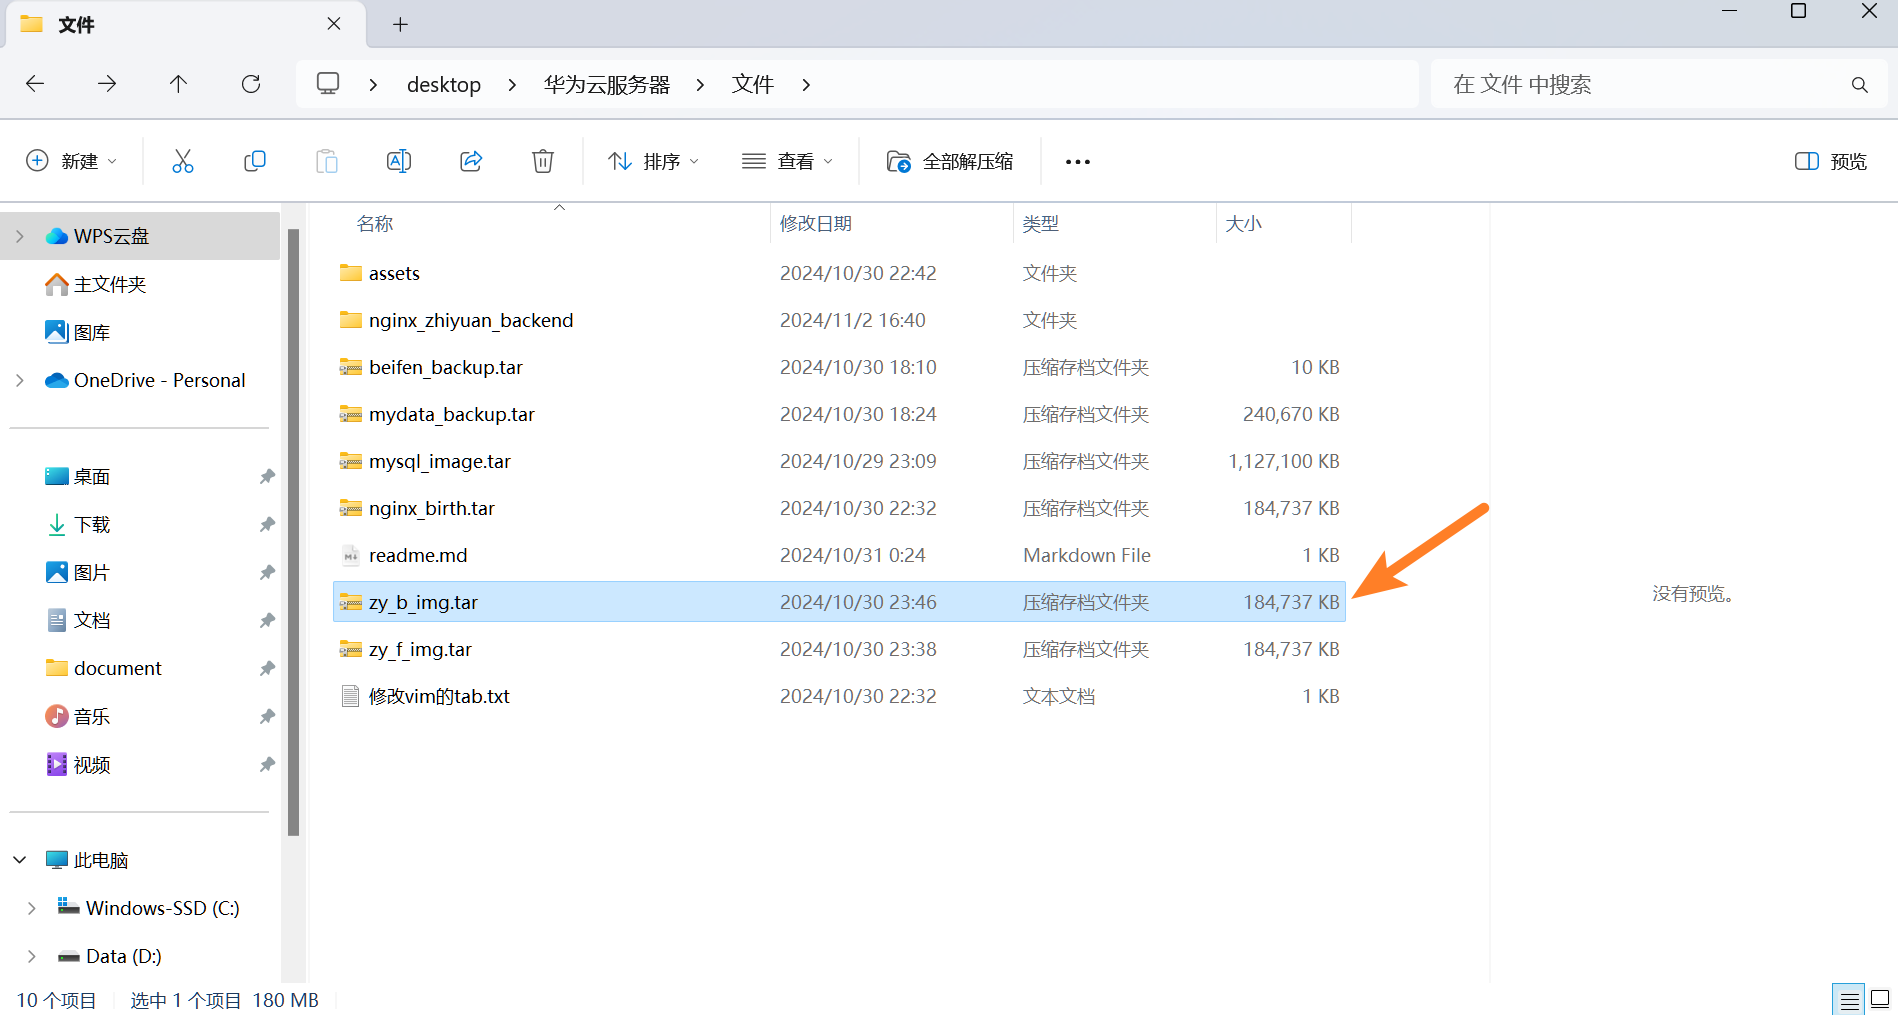 文件
desktop 华为云服务器 文件 在 文件 中搜索
新建 排序 查看 全部解压缩 预览
名称 修改日期 类型 大小
WPS云盘
主文件夹
图库
OneDrive - Personal
桌面
下载
图片
文档
document
音乐
视频
此电脑
Windows-SSD (C:)
Data (D:)
assets 2024/10/30 22:42 文件夹
nginx_zhiyuan_backend 2024/11/2 16:40 文件夹
beifen_backup.tar 2024/10/30 18:10 压缩存档文件夹 10 KB
mydata_backup.tar 2024/10/30 18:24 压缩存档文件夹 240,670 KB
mysql_image.tar 2024/10/29 23:09 压缩存档文件夹 1,127,100 KB
nginx_birth.tar 2024/10/30 22:32 压缩存档文件夹 184,737 KB
readme.md 2024/10/31 0:24 Markdown File 1 KB
zy_b_img.tar 2024/10/30 23:46 压缩存档文件夹 184,737 KB
zy_f_img.tar 2024/10/30 23:38 压缩存档文件夹 184,737 KB
修改vim的tab.txt 2024/10/30 22:32 文本文档 1 KB
没有预览。
10 个项目 选中 1 个项目 180 MB